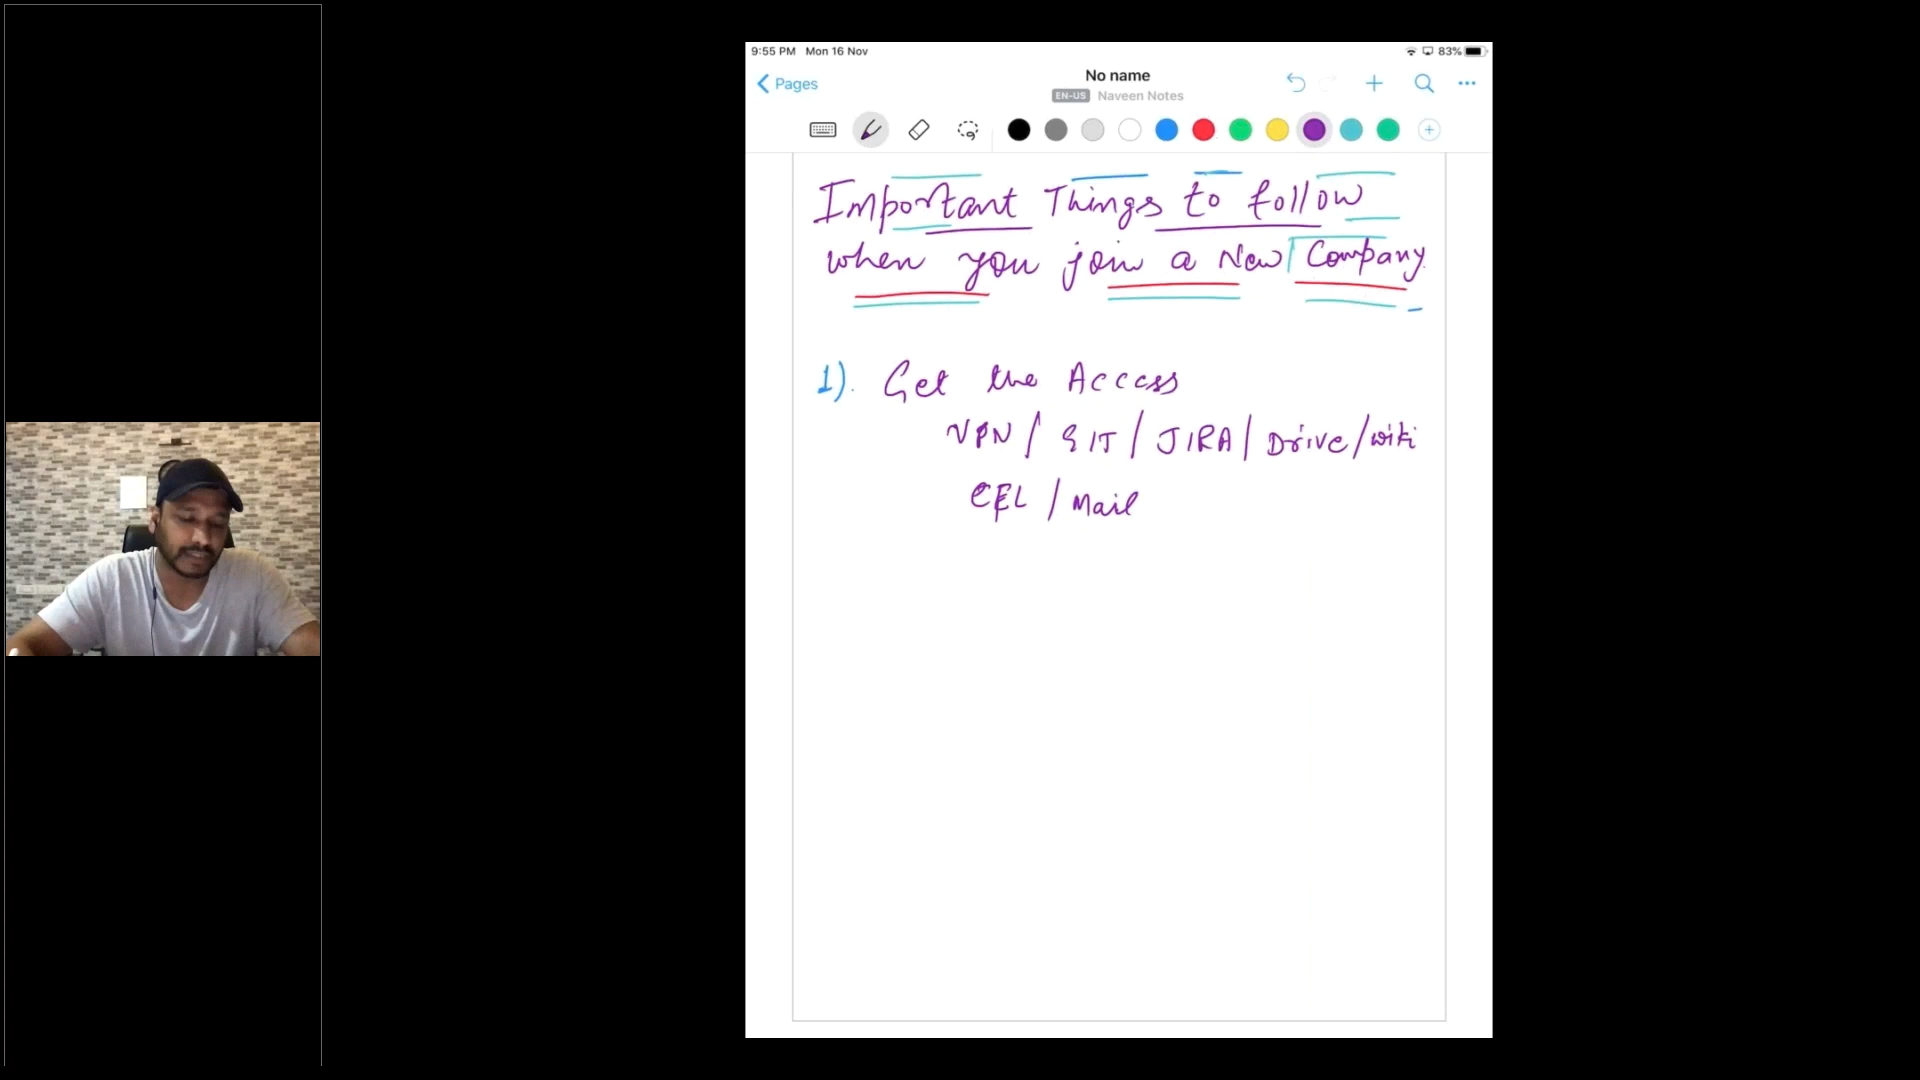 9:55 PM Mon 16 Nov
83%
Pages
No name
EN-US Naveen Notes
Important Things to follow
when you join a New Company
1). Get the Access
VPN / GIT / JIRA / Drive / wiki
/ Mail